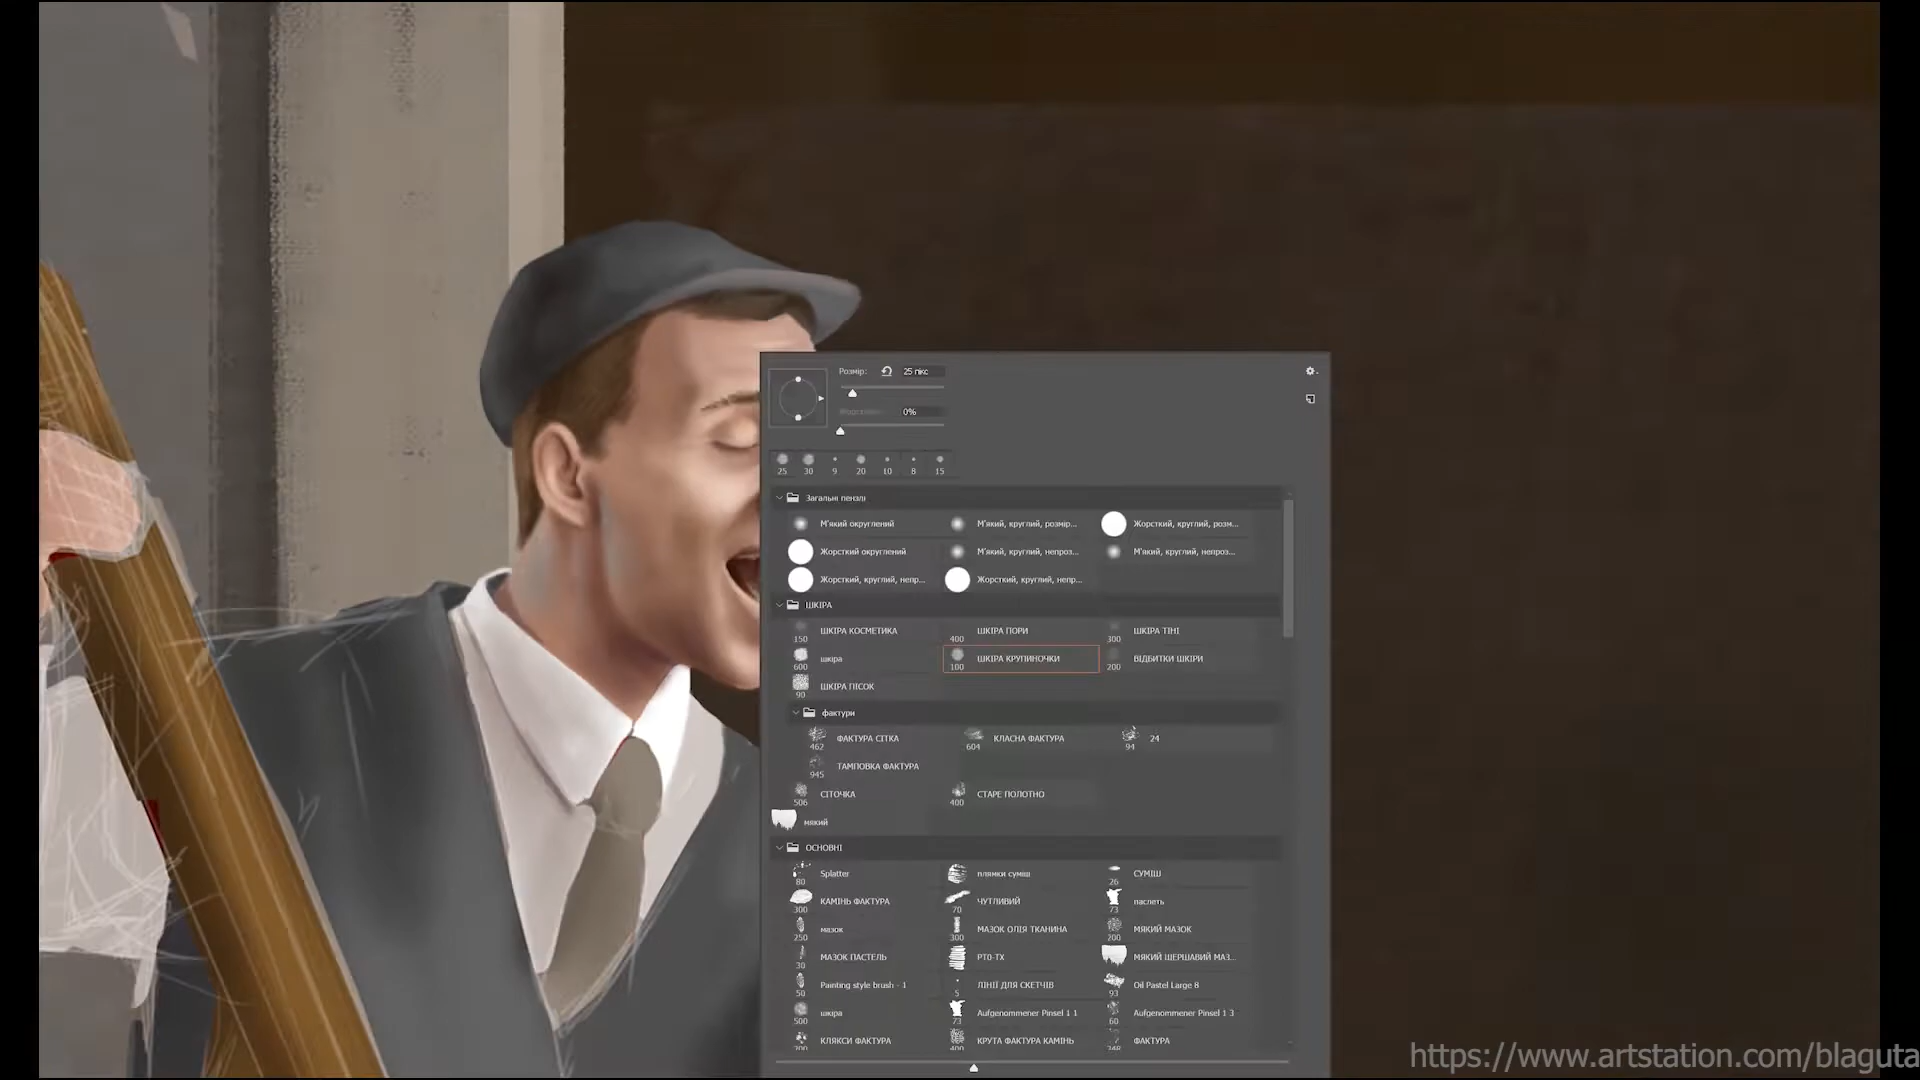 Розмір: 25 пікс
0%
25 30 9 20 10 8 15
Загальні пензлі
М'який округлений М'який, круглий, розмір... Жорсткий, круглий, розм...
Жорсткий округлений М'який, круглий, непроз... М'який, круглий, непроз...
Жорсткий, круглий, непр... Жорсткий, круглий, непр...
ШКІРА
150 ШКІРА КОСМЕТИКА 400 ШКІРА ПОРИ 300 ШКІРА ТІНІ
600 шкіра 100 ШКІРА КРУПИНОЧКИ 200 ВІДБИТКИ ШКІРИ
90 ШКІРА ПІСОК
фактури
462 ФАКТУРА СІТКА 604 КЛАСНА ФАКТУРА 94 24
945 ТАМПОВКА ФАКТУРА
506 СІТОЧКА 400 СТАРЕ ПОЛОТНО
мякий
ОСНОВНІ
80 Splatter плямки суміш 26 СУМІШ
300 КАМІНЬ ФАКТУРА 70 ЧУТЛИВИЙ 73 паслеть
250 мазок 300 МАЗОК ОЛІЯ ТКАНИНА 200 МЯКИЙ МАЗОК
30 МАЗОК ПАСТЕЛЬ PTO-TX МЯКИЙ ШЕРШАВИЙ МАЗ...
50 Painting style brush - 1 5 ЛІНІЇ ДЛЯ СКЕТЧІВ 93 Oil Pastel Large 8
500 шкіра 73 Aufgenommener Pinsel 1 1 60 Aufgenommener Pinsel 1 3
700 КЛЯКСИ ФАКТУРА 400 КРУТА ФАКТУРА КАМІНЬ 248 ФАКТУРА
https://www.artstation.com/blaguta